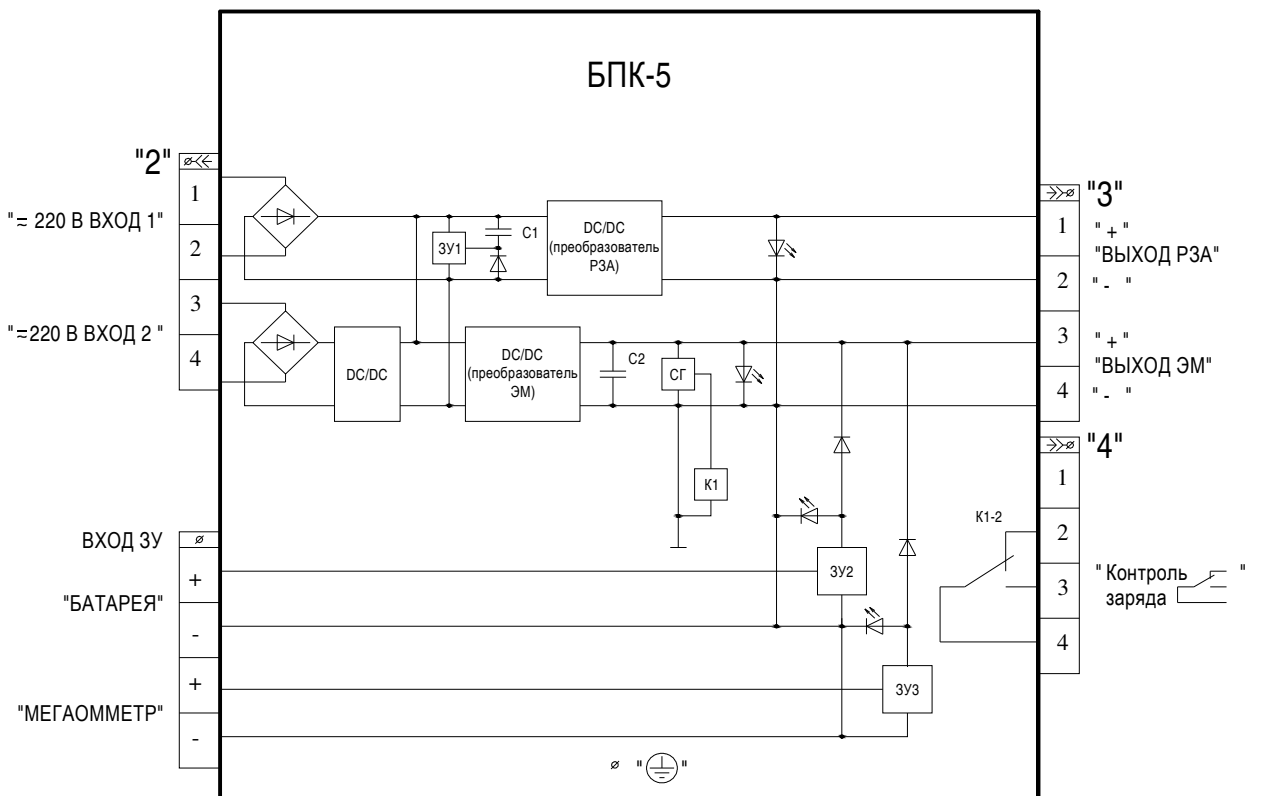 БПК-5
"2"
1
" ≂ 220 В ВХОД 1"
2
3
"≂220 В ВХОД 2 "
4
ЗУ1
С1
DC/DC
(преобразователь
РЗА)
DC/DC
DC/DC
(преобразователь
ЭМ)
С2
СГ
К1
"3"
1
" + "
"ВЫХОД РЗА"
2
" - "
3
" + "
"ВЫХОД ЭМ"
4
" - "
"4"
1
2
3
4
К1-2
" Контроль "
заряда
ВХОД ЗУ
+
"БАТАРЕЯ"
-
+
"МЕГАОММЕТР"
-
ЗУ2
ЗУ3
" "